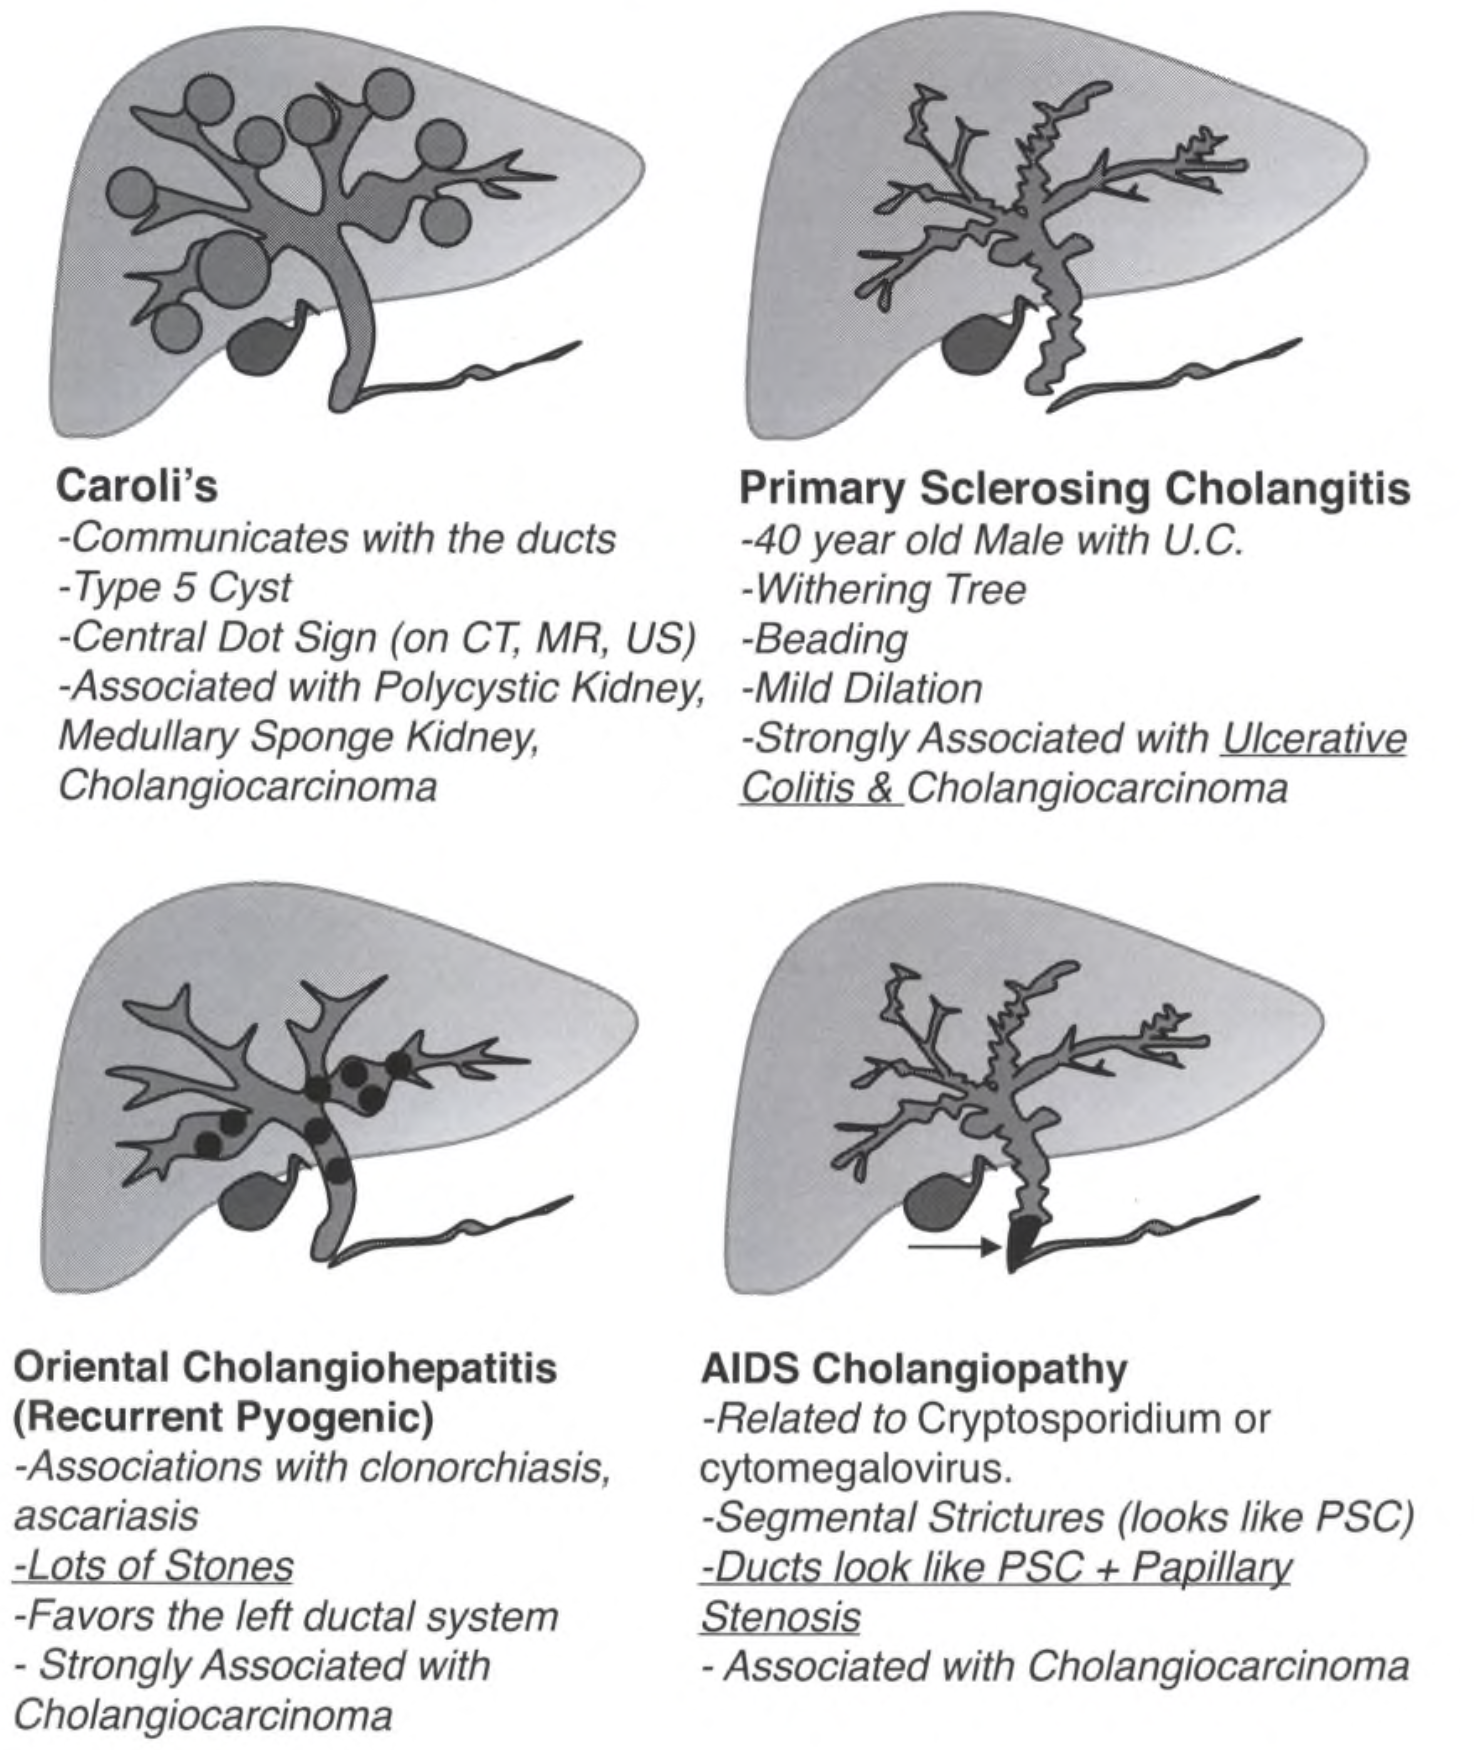 Caroli's
-Communicates with the ducts
-Type 5 Cyst
-Central Dot Sign (on CT, MR, US)
-Associated with Polycystic Kidney,
Medullary Sponge Kidney,
Cholangiocarcinoma
Primary Sclerosing Cholangitis
-40 year old Male with U.C.
-Withering Tree
-Beading
-Mild Dilation
-Strongly Associated with Ulcerative
Colitis & Cholangiocarcinoma
Oriental Cholangiohepatitis
(Recurrent Pyogenic)
-Associations with clonorchiasis,
ascariasis
-Lots of Stones
-Favors the left ductal system
- Strongly Associated with
Cholangiocarcinoma
AIDS Cholangiopathy
-Related to Cryptosporidium or
cytomegalovirus.
-Segmental Strictures (looks like PSC)
-Ducts look like PSC + Papillary
Stenosis
- Associated with Cholangiocarcinoma